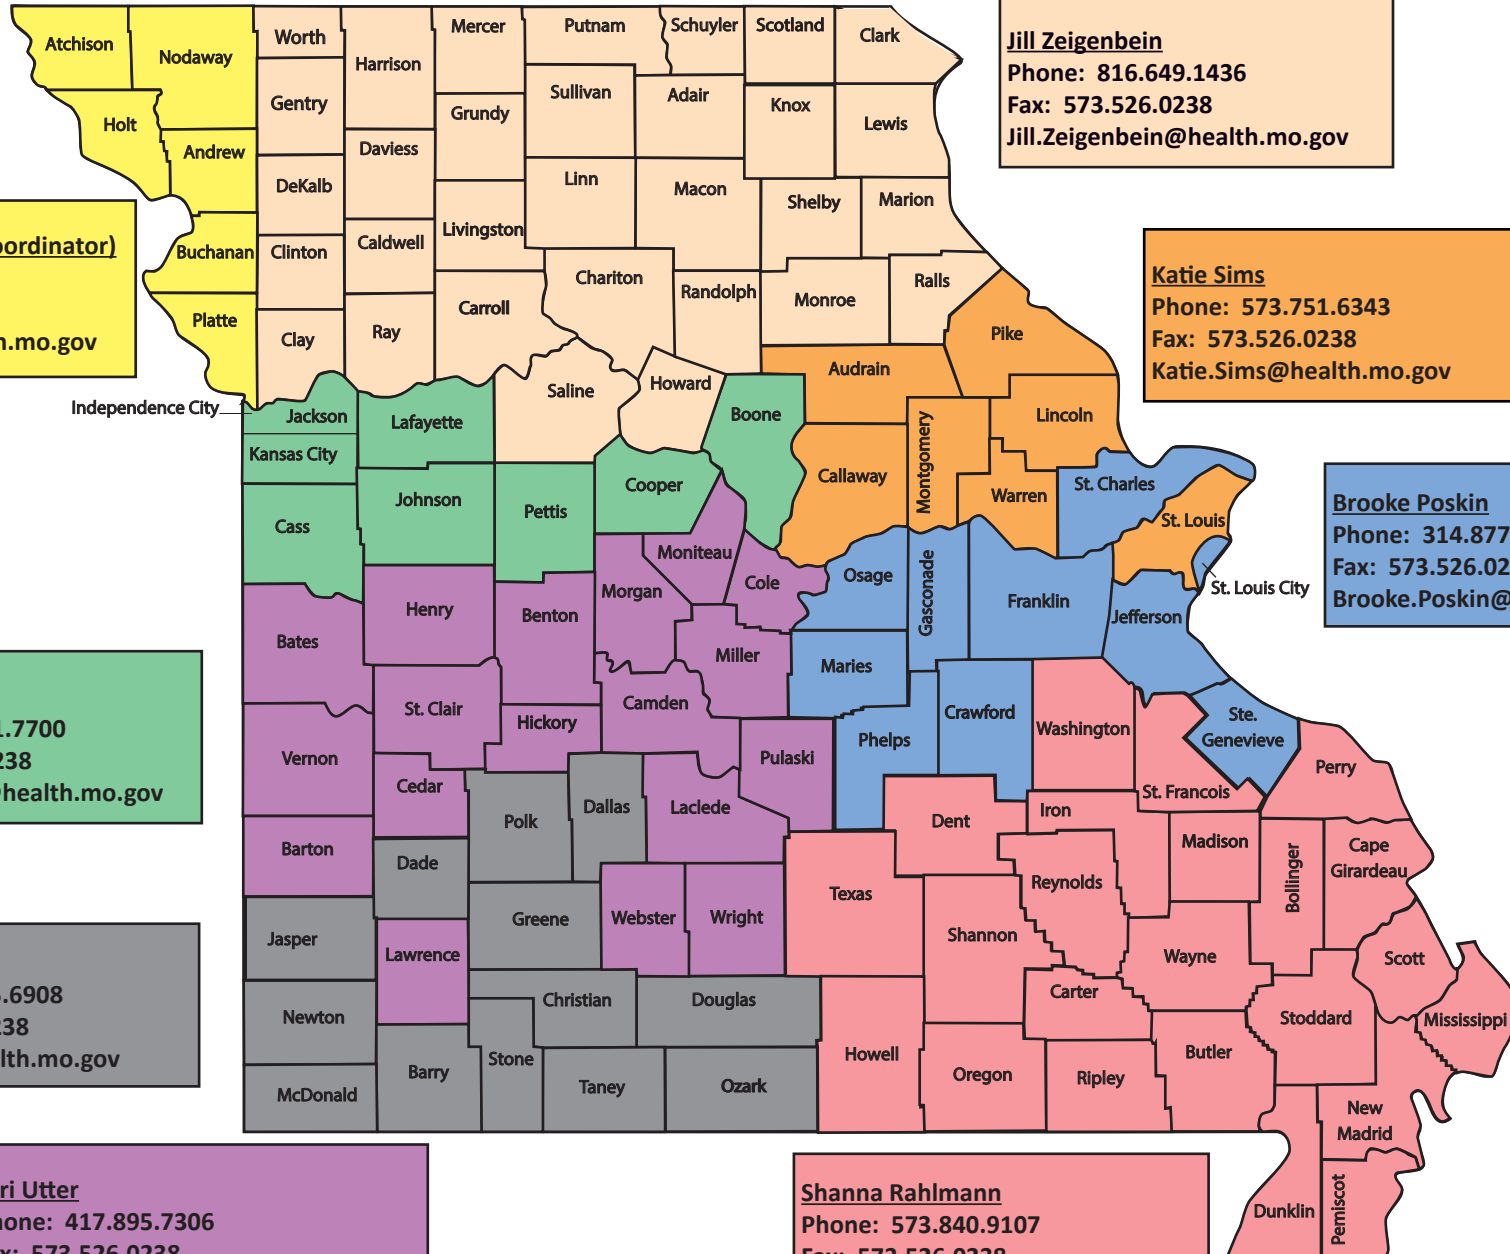 Jill Zeigenbein
Phone: 816.649.1436
Fax: 573.526.0238
Jill.Zeigenbein@health.mo.gov
Katie Sims
Phone: 573.751.6343
Fax: 573.526.0238
Katie.Sims@health.mo.gov
Brooke Poskin
Phone: 314.877
Fax: 573.526.02
Brooke.Poskin@
oordinator)
h.mo.gov
1.7700
238
health.mo.gov
.6908
238
lth.mo.gov
ri Utter
hone: 417.895.7306
x: 573.526.0238
Shanna Rahlmann
Phone: 573.840.9107
Fax: 573.526.0238
Atchison
Nodaway
Worth
Harrison
Mercer
Putnam
Schuyler
Scotland
Clark
Holt
Andrew
Gentry
Daviess
Grundy
Sullivan
Adair
Knox
Lewis
DeKalb
Linn
Macon
Shelby
Marion
Buchanan
Clinton
Caldwell
Livingston
Chariton
Randolph
Monroe
Ralls
Platte
Clay
Ray
Carroll
Pike
Independence City
Jackson
Kansas City
Lafayette
Saline
Howard
Boone
Audrain
Lincoln
Cass
Johnson
Pettis
Cooper
Callaway
Montgomery
Warren
St. Charles
St. Louis
St. Louis City
Moniteau
Cole
Morgan
Osage
Gasconade
Franklin
Jefferson
Bates
Henry
Benton
Miller
Maries
Camden
St. Clair
Hickory
Phelps
Crawford
Washington
Ste.
Genevieve
Vernon
Cedar
Pulaski
Laclede
Dallas
Polk
St. Francois
Perry
Iron
Dent
Madison
Bollinger
Cape
Girardeau
Barton
Dade
Greene
Webster
Wright
Texas
Reynolds
Shannon
Wayne
Scott
Jasper
Lawrence
Newton
Christian
Douglas
Carter
Stoddard
Mississippi
Stone
Howell
Butler
McDonald
Barry
Taney
Ozark
Oregon
Ripley
New
Madrid
Dunklin
Pemiscot